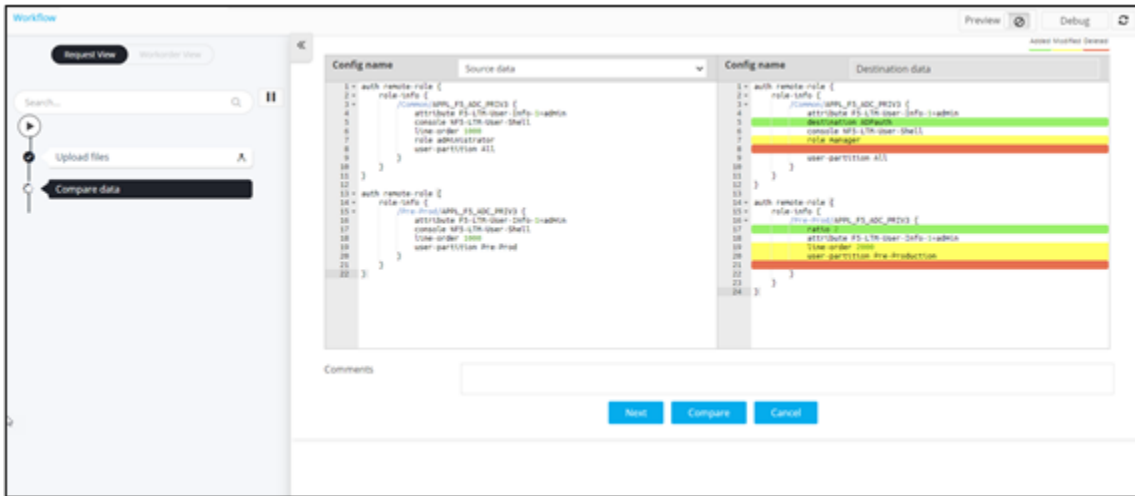 Workflow
Preview
Debug
Request View
Workorder View
Added Modified Deleted
Search...
Upload files
Compare data
Config name
Source data
1 auth remote-role {
2 role-info {
3 /Common/APPL_F5_ADC_PRIV3 {
4 attribute F5-LTM-User-Info-1=admin
5 console %F5-LTM-User-Shell
6 line-order 1000
7 role administrator
8 user-partition All
9 }
10 }
11 }
12
13 auth remote-role {
14 role-info {
15 /Pre-Prod/APPL_F5_ADC_PRIV3 {
16 attribute F5-LTM-User-Info-1=admin
17 console %F5-LTM-User-Shell
18 line-order 1000
19 user-partition Pre-Prod
20 }
21 }
22 }
Config name
Destination data
1 auth remote-role {
2 role-info {
3 /Common/APPL_F5_ADC_PRIV3 {
4 attribute F5-LTM-User-Info-1=admin
5 destination ADPauth
6 console %F5-LTM-User-Shell
7 role manager
8
9 user-partition All
10 }
11 }
12 }
13
14 auth remote-role {
15 role-info {
16 /Pre-Prod/APPL_F5_ADC_PRIV3 {
17 ratio 2
18 attribute F5-LTM-User-Info-1=admin
19 line-order 2000
20 user-partition Pre-Production
21
22 }
23 }
24 }
Comments
Next
Compare
Cancel